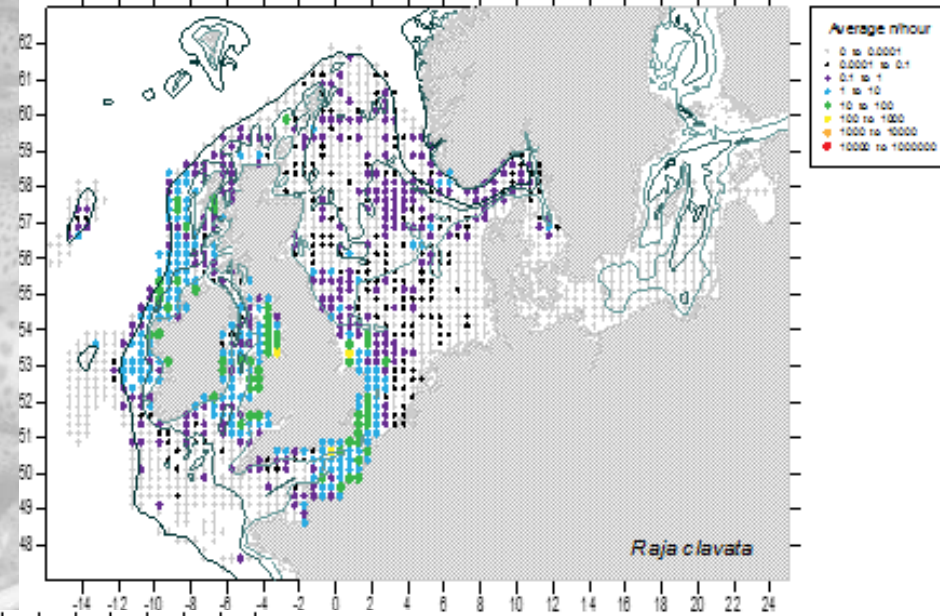 Average n/hour
0 to 0.0001
0.0001 to 0.1
0.1 to 1
1 to 10
10 to 100
100 to 1000
1000 to 10000
10000 to 1000000
62
61
60
59
58
57
56
55
54
53
52
51
50
49
48
Raja clavata
-14 -12 -10 -8 -6 -4 -2 0 2 4 6 8 10 12 14 16 18 20 22 24